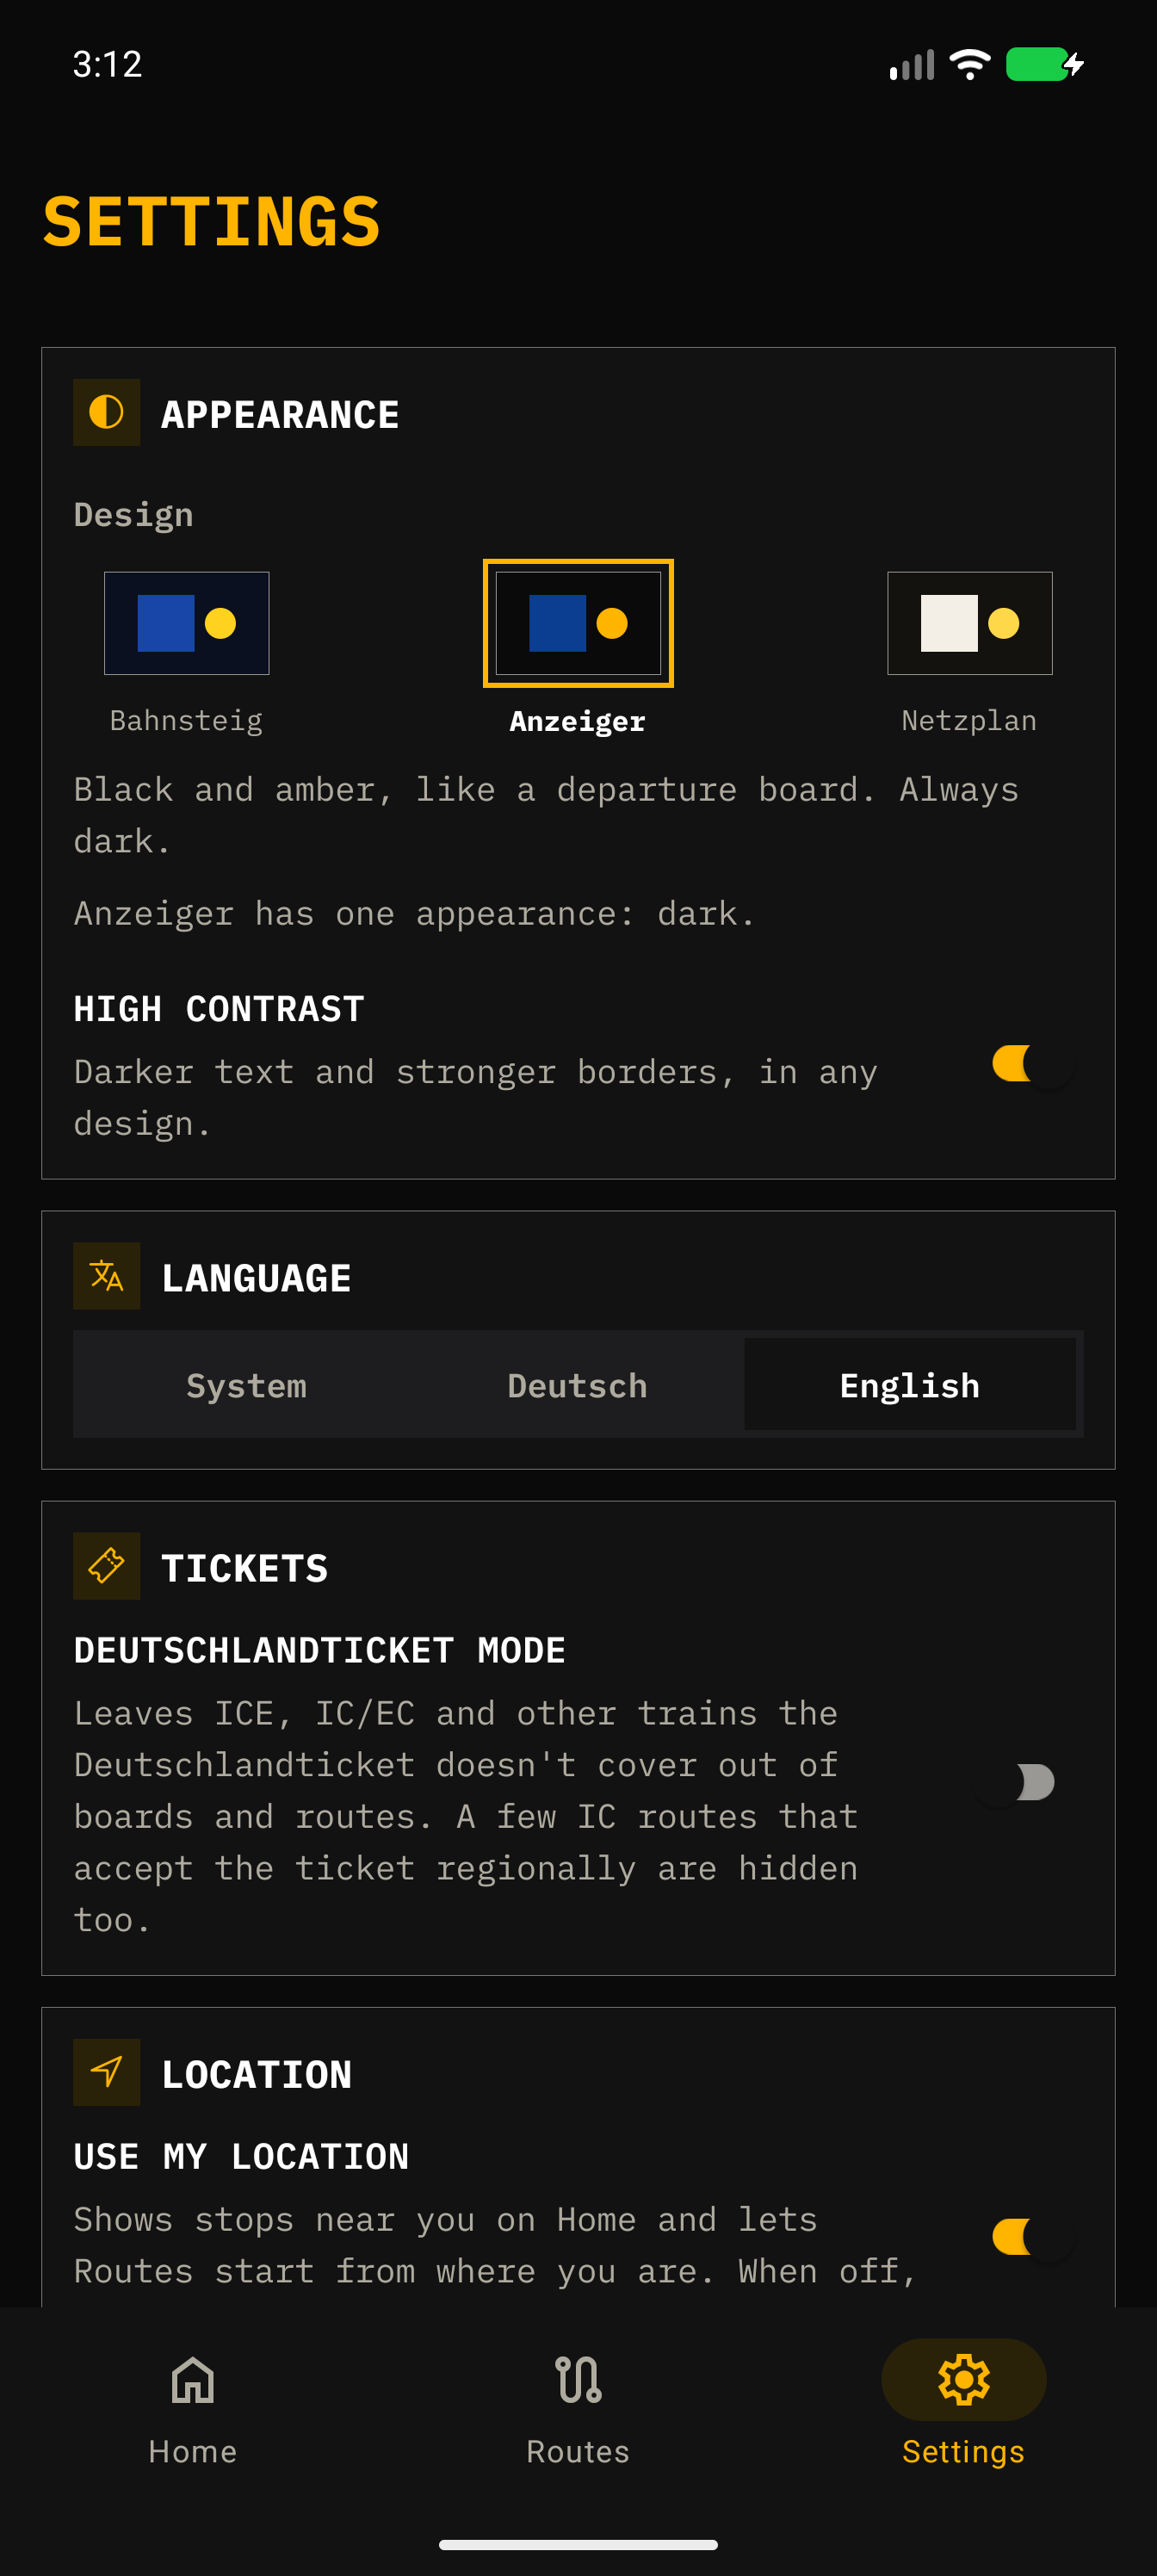 3:12
SETTINGS
APPEARANCE
Design
Bahnsteig
Anzeiger
Netzplan
Black and amber, like a departure board. Always
dark.
Anzeiger has one appearance: dark.
HIGH CONTRAST
Darker text and stronger borders, in any
design.
LANGUAGE
System
Deutsch
English
TICKETS
DEUTSCHLANDTICKET MODE
Leaves ICE, IC/EC and other trains the
Deutschlandticket doesn't cover out of
boards and routes. A few IC routes that
accept the ticket regionally are hidden
too.
LOCATION
USE MY LOCATION
Shows stops near you on Home and lets
Routes start from where you are. When off,
Home
Routes
Settings